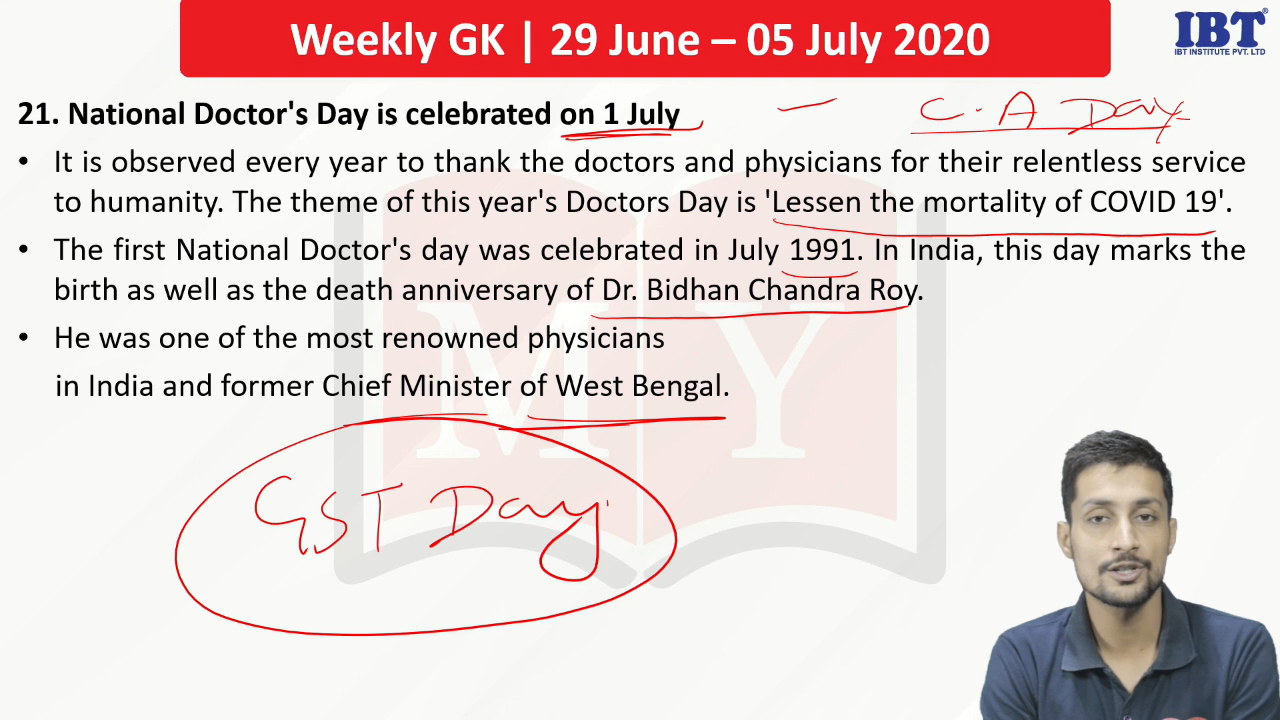 Weekly GK | 29 June – 05 July 2020
IBT®
IBT INSTITUTE PVT. LTD
21. National Doctor's Day is celebrated on 1 July — C.A Day
• It is observed every year to thank the doctors and physicians for their relentless service
to humanity. The theme of this year's Doctors Day is 'Lessen the mortality of COVID 19'.
• The first National Doctor's day was celebrated in July 1991. In India, this day marks the
birth as well as the death anniversary of Dr. Bidhan Chandra Roy.
• He was one of the most renowned physicians
in India and former Chief Minister of West Bengal.
M Y
GST Day